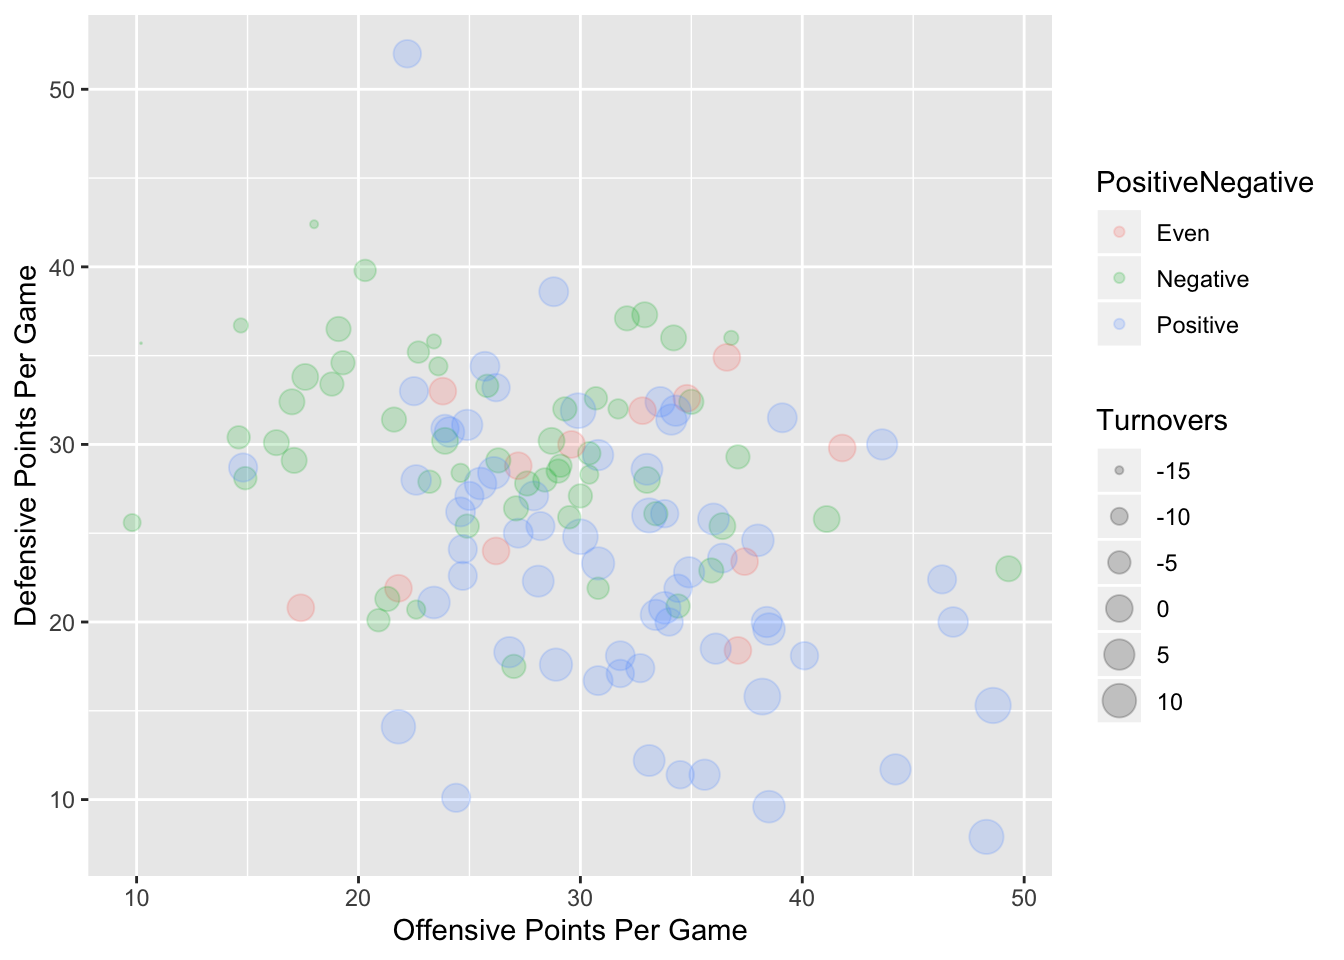 50
40
30
20
10
Defensive Points Per Game
10 20 30 40 50
Offensive Points Per Game
PositiveNegative
Even
Negative
Positive
Turnovers
-15
-10
-5
0
5
10